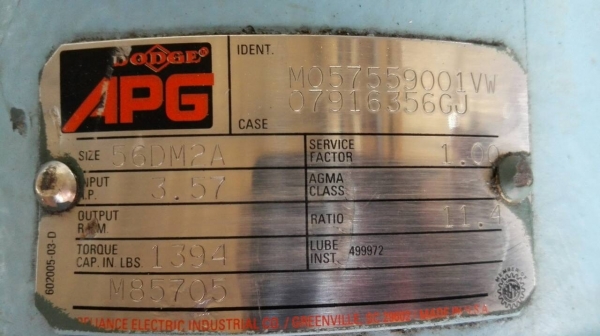 DODGE®
APG
IDENT.
M057559001VW
07916356GJ
CASE
SIZE 56DM2A
SERVICE FACTOR 1.00
INPUT H.P. 3.57
AGMA CLASS
OUTPUT R.P.M.
RATIO 11.4
TORQUE CAP. IN LBS. 1394
LUBE INST. 499972
M85705
RELIANCE ELECTRIC INDUSTRIAL CO. / GREENVILLE, SC MADE IN U.S.A.
602005-03-D